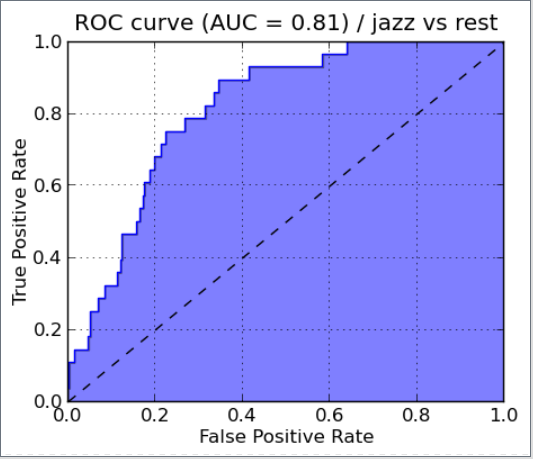 ROC curve (AUC = 0.81) / jazz vs rest
1.0
0.8
0.6
0.4
0.2
0.0
True Positive Rate
0.0 0.2 0.4 0.6 0.8 1.0
False Positive Rate